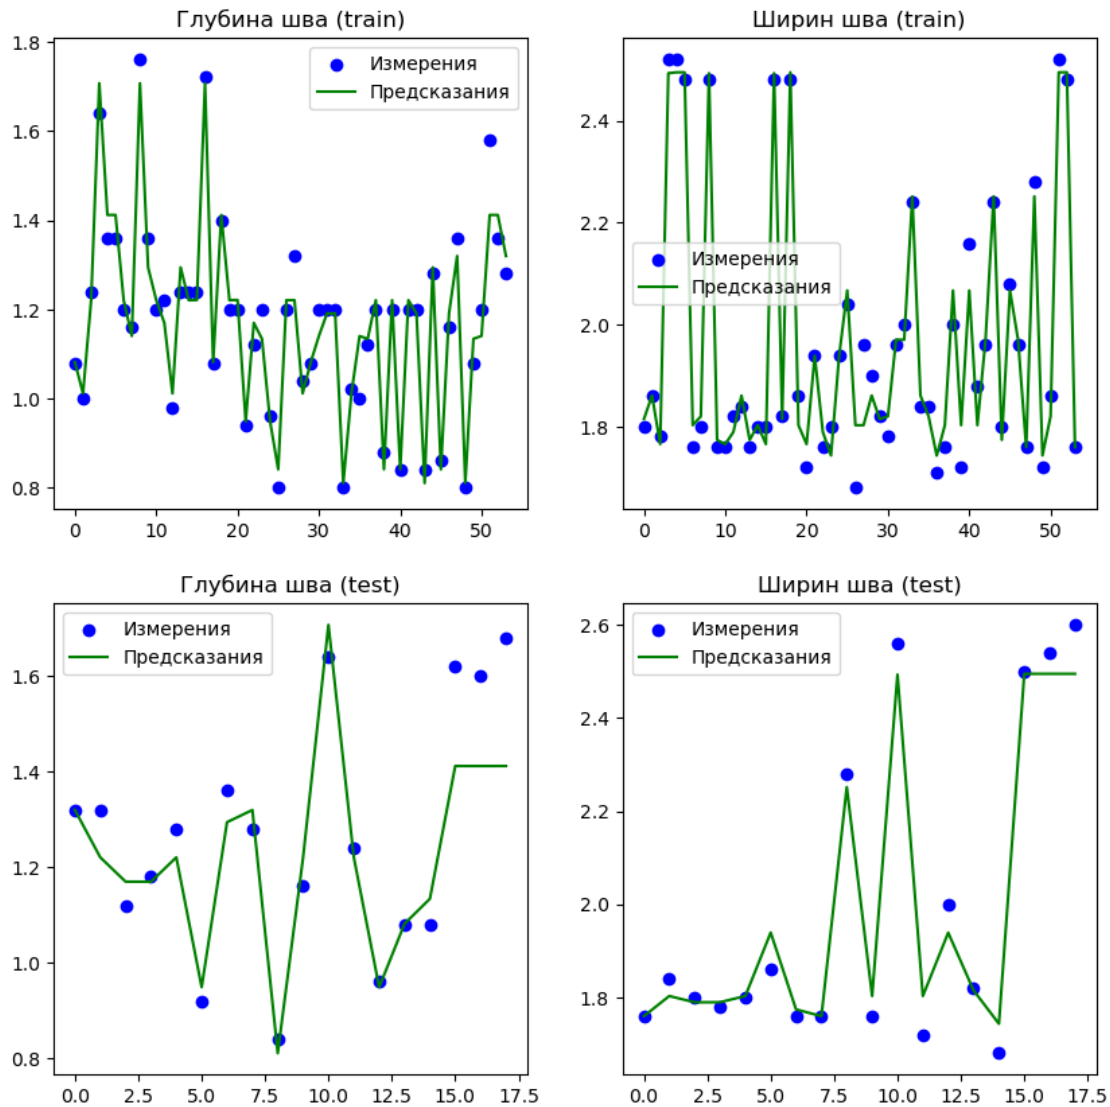 Глубина шва (train)
1.8
1.6
1.4
1.2
1.0
0.8
Измерения
Предсказания
0 10 20 30 40 50
Ширин шва (train)
2.4
2.2
2.0
1.8
Измерения
Предсказания
0 10 20 30 40 50
Глубина шва (test)
1.6
1.4
1.2
1.0
0.8
Измерения
Предсказания
0.0 2.5 5.0 7.5 10.0 12.5 15.0 17.5
Ширин шва (test)
2.6
2.4
2.2
2.0
1.8
Измерения
Предсказания
0.0 2.5 5.0 7.5 10.0 12.5 15.0 17.5